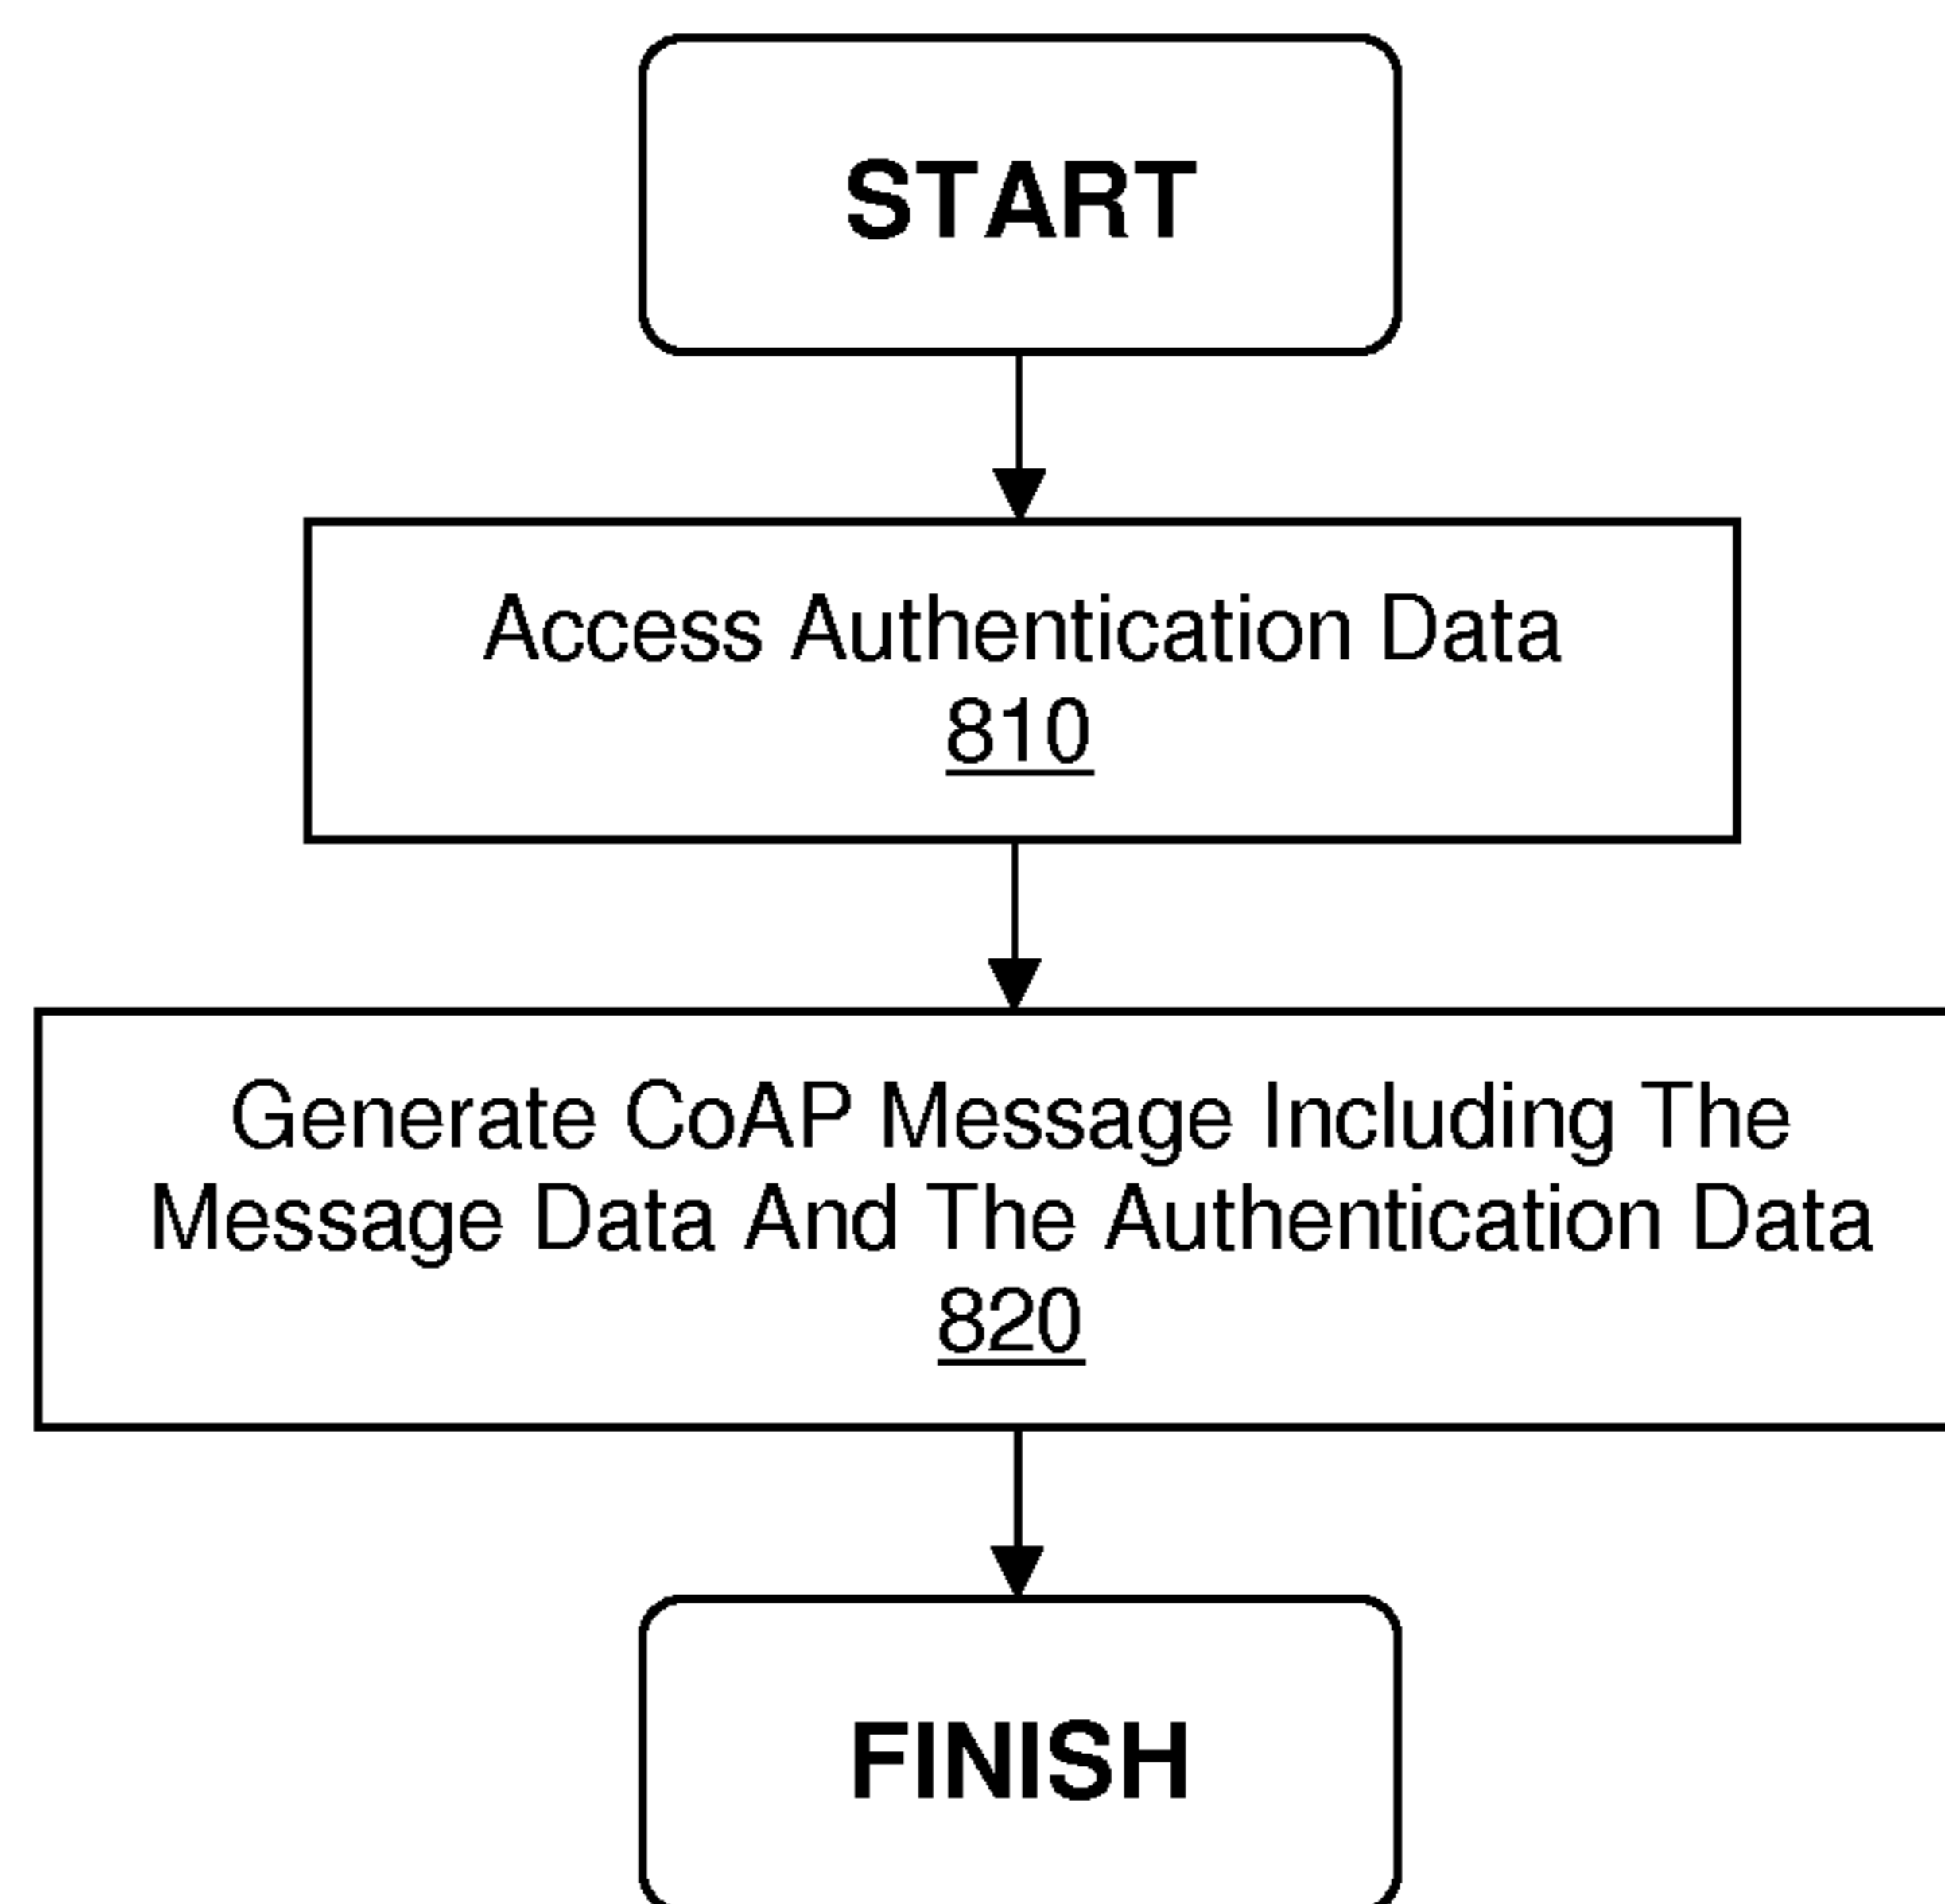 START
Access Authentication Data
810
Generate CoAP Message Including The
Message Data And The Authentication Data
820
FINISH